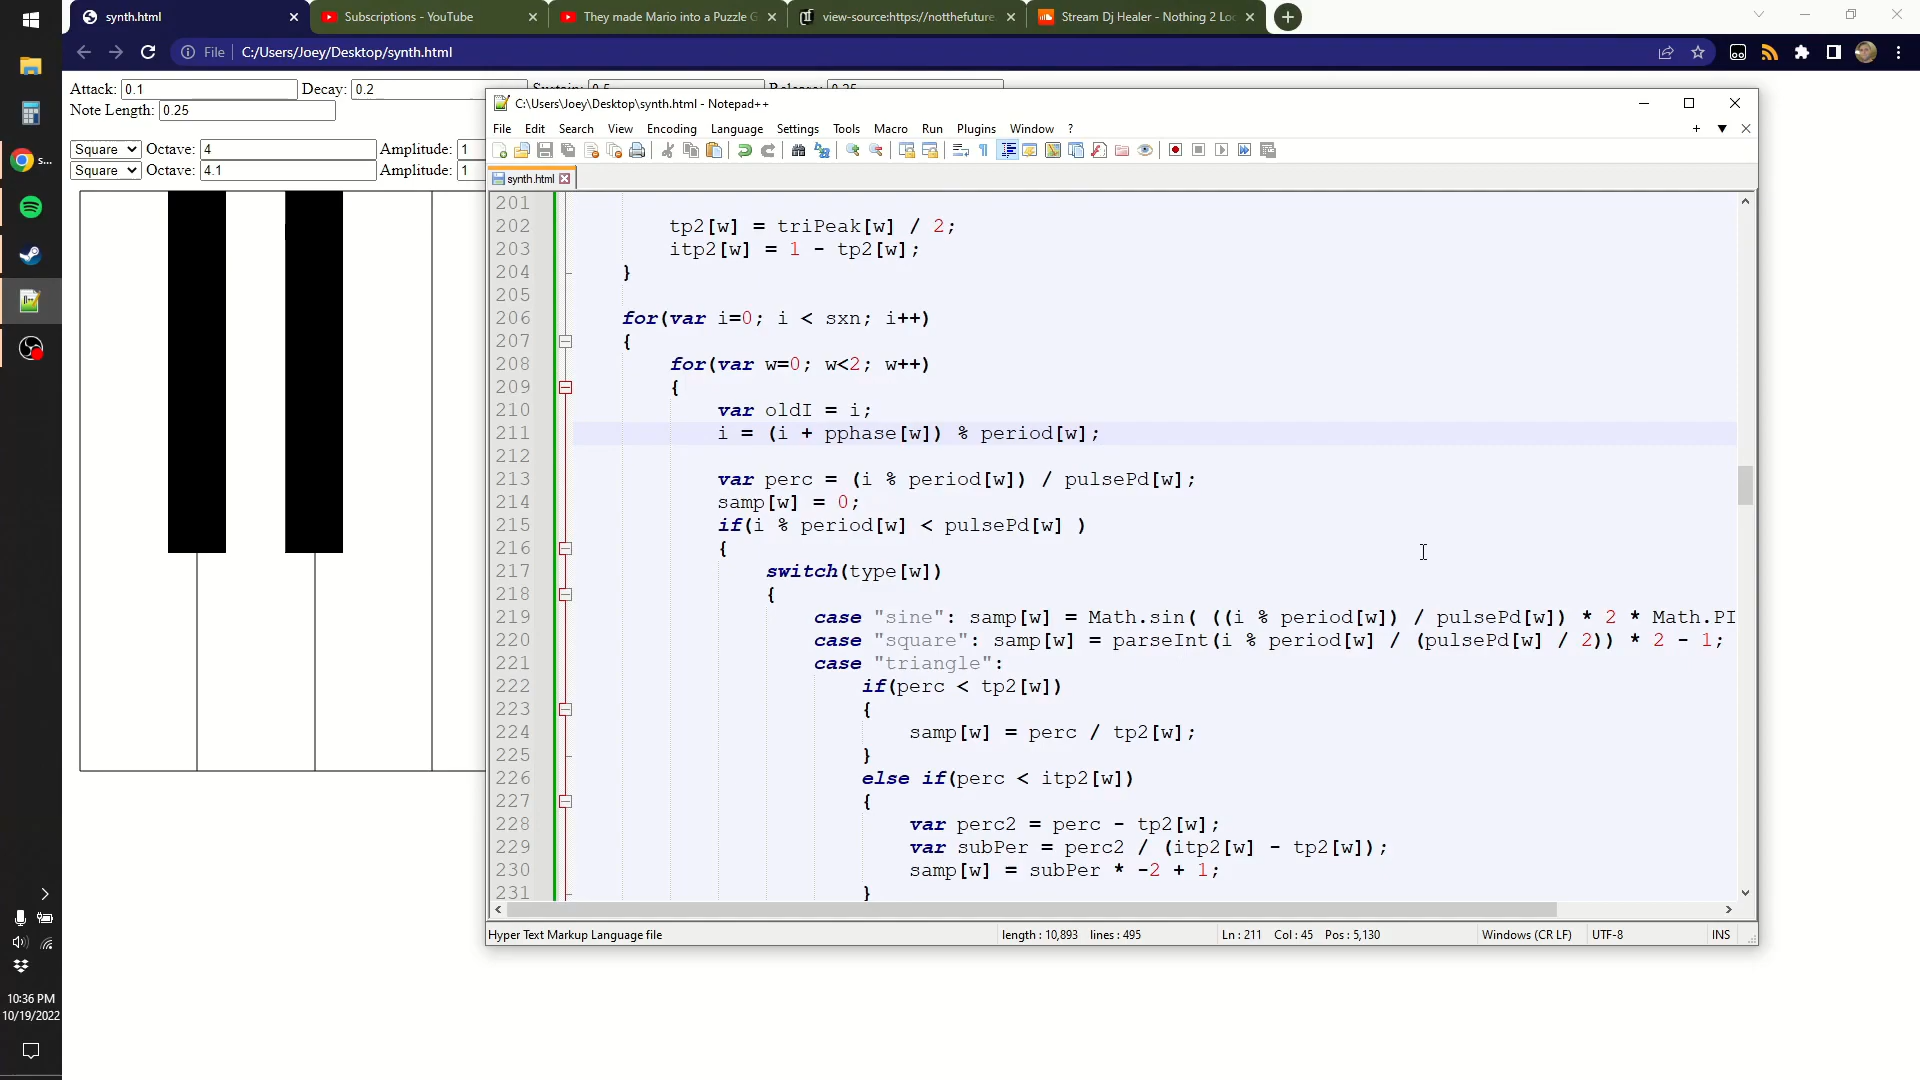 synth.html
Subscriptions - YouTube
They made Mario into a Puzzle G
view-source:https://notthefuture.
Stream Dj Healer - Nothing 2 Loo
File
C:/Users/Joey/Desktop/synth.html
Attack: 0.1 Decay: 0.2 Sustain: 0.5 Release: 0.25
Note Length: 0.25
Square Octave: 4 Amplitude: 1
Square Octave: 4.1 Amplitude: 1
s...
C:\Users\Joey\Desktop\synth.html - Notepad++
File Edit Search View Encoding Language Settings Tools Macro Run Plugins Window ?
synth.html
201
202 tp2[w] = triPeak[w] / 2;
203 itp2[w] = 1 - tp2[w];
204 }
205
206 for(var i=0; i < sxn; i++)
207 {
208 for(var w=0; w<2; w++)
209 {
210 var oldI = i;
211 i = (i + pphase[w]) % period[w];
212
213 var perc = (i % period[w]) / pulsePd[w];
214 samp[w] = 0;
215 if(i % period[w] < pulsePd[w] )
216 {
217 switch(type[w])
218 {
219 case "sine": samp[w] = Math.sin( ((i % period[w]) / pulsePd[w]) * 2 * Math.PI
220 case "square": samp[w] = parseInt(i % period[w] / (pulsePd[w] / 2)) * 2 - 1;
221 case "triangle":
222 if(perc < tp2[w])
223 {
224 samp[w] = perc / tp2[w];
225 }
226 else if(perc < itp2[w])
227 {
228 var perc2 = perc - tp2[w];
229 var subPer = perc2 / (itp2[w] - tp2[w]);
230 samp[w] = subPer * -2 + 1;
231 }
Hyper Text Markup Language file length : 10,893 lines : 495 Ln : 211 Col : 45 Pos : 5,130 Windows (CR LF) UTF-8 INS
10:36 PM
10/19/2022